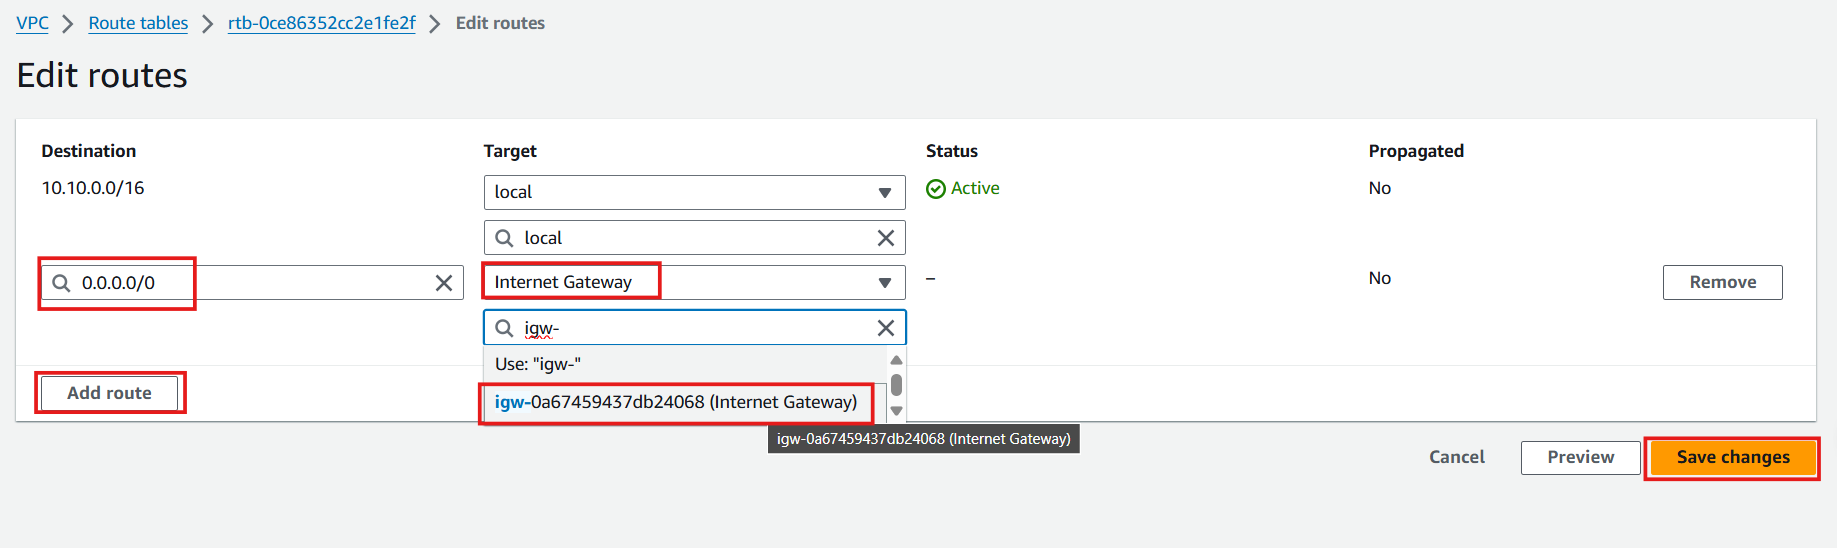 VPC > Route tables > rtb-0ce86352cc2e1fe2f > Edit routes
Edit routes
Destination Target Status Propagated
10.10.0.0/16 local Active No
local
0.0.0.0/0 Internet Gateway – No Remove
igw-
Use: "igw-"
Add route
igw-0a67459437db24068 (Internet Gateway)
igw-0a67459437db24068 (Internet Gateway)
Cancel Preview Save changes